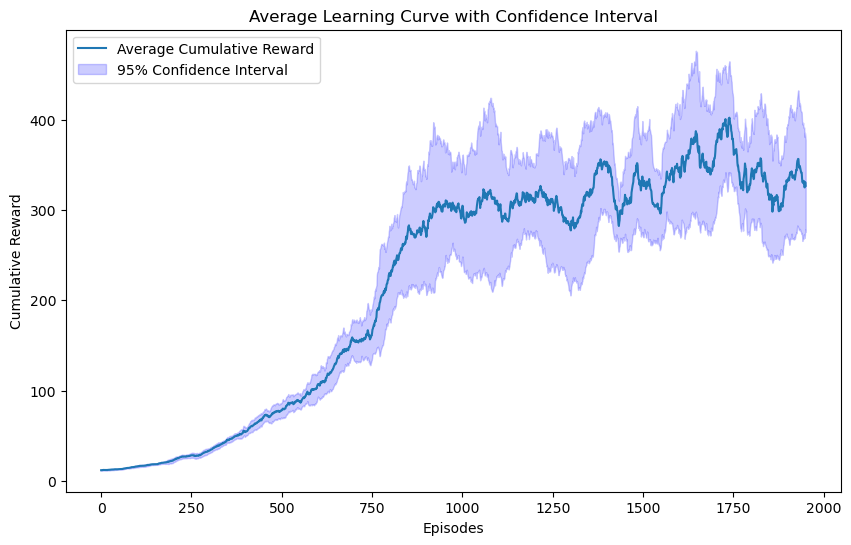 Average Learning Curve with Confidence Interval
Average Cumulative Reward
95% Confidence Interval
Cumulative Reward
400
300
200
100
0
0 250 500 750 1000 1250 1500 1750 2000
Episodes